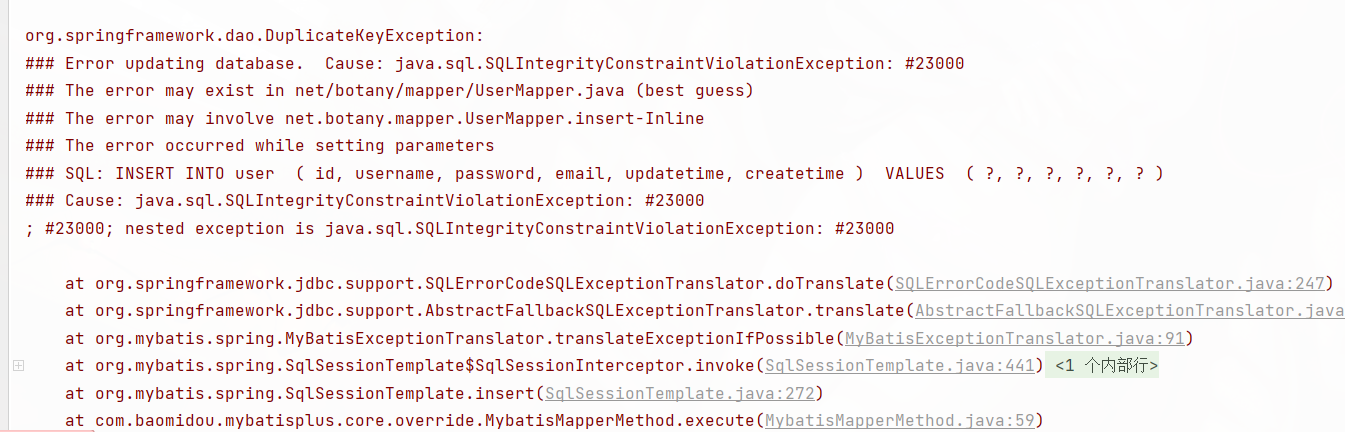 org.springframework.dao.DuplicateKeyException:
### Error updating database.  Cause: java.sql.SQLIntegrityConstraintViolationException: #23000
### The error may exist in net/botany/mapper/UserMapper.java (best guess)
### The error may involve net.botany.mapper.UserMapper.insert-Inline
### The error occurred while setting parameters
### SQL: INSERT INTO user  ( id, username, password, email, updatetime, createtime )  VALUES  ( ?, ?, ?, ?, ?, ? )
### Cause: java.sql.SQLIntegrityConstraintViolationException: #23000
; #23000; nested exception is java.sql.SQLIntegrityConstraintViolationException: #23000
at org.springframework.jdbc.support.SQLErrorCodeSQLExceptionTranslator.doTranslate(SQLErrorCodeSQLExceptionTranslator.java:247)
at org.springframework.jdbc.support.AbstractFallbackSQLExceptionTranslator.translate(AbstractFallbackSQLExceptionTranslator.java
at org.mybatis.spring.MyBatisExceptionTranslator.translateExceptionIfPossible(MyBatisExceptionTranslator.java:91)
at org.mybatis.spring.SqlSessionTemplate$SqlSessionInterceptor.invoke(SqlSessionTemplate.java:441) <1 个内部行>
at org.mybatis.spring.SqlSessionTemplate.insert(SqlSessionTemplate.java:272)
at com.baomidou.mybatisplus.core.override.MybatisMapperMethod.execute(MybatisMapperMethod.java:59)